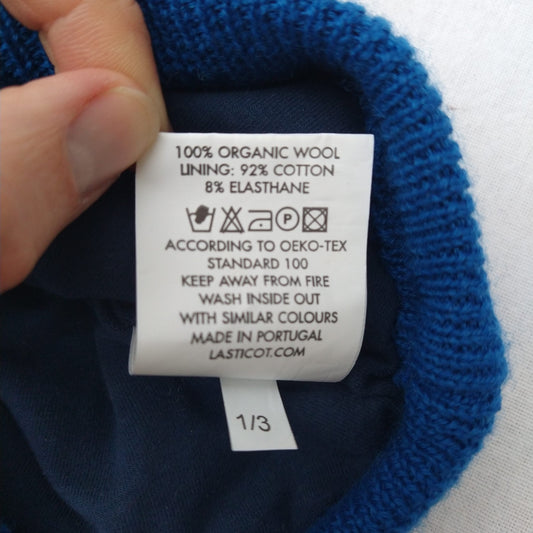 100% ORGANIC WOOL
LINING: 92% COTTON
8% ELASTHANE
P
ACCORDING TO OEKO-TEX
STANDARD 100
KEEP AWAY FROM FIRE
WASH INSIDE OUT
WITH SIMILAR COLOURS
MADE IN PORTUGAL
LASTICOT.COM
1/3